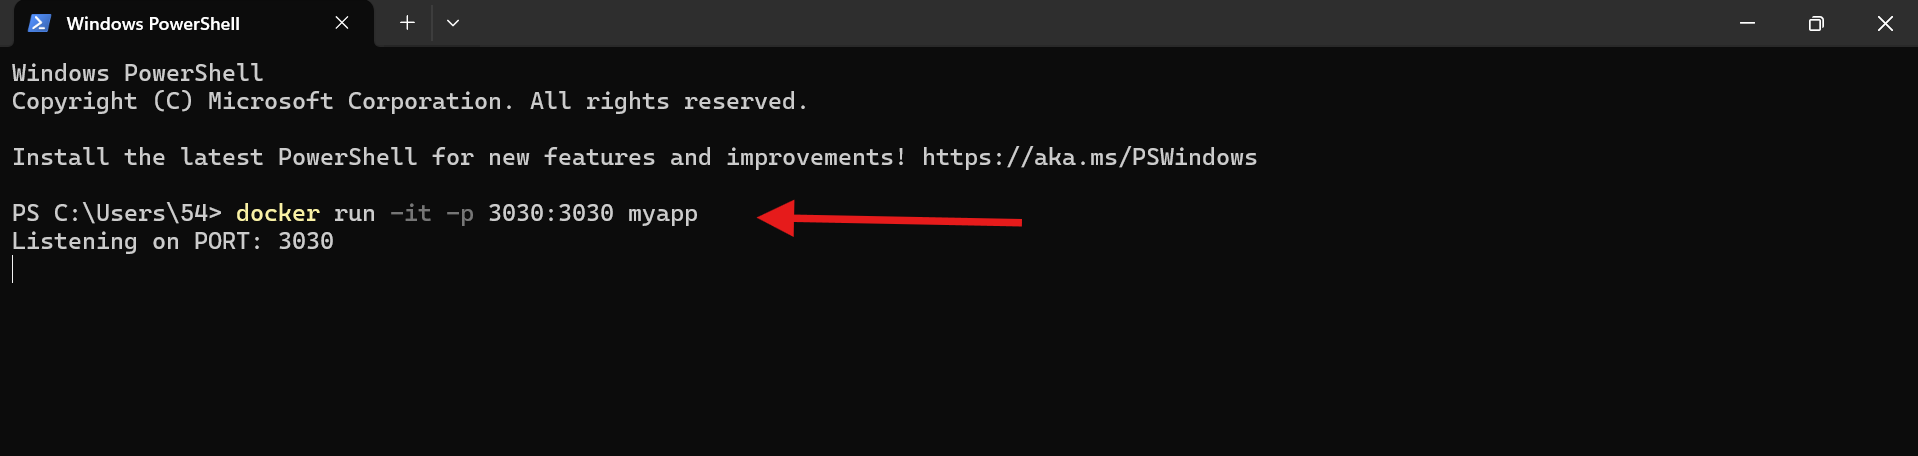 Windows PowerShell
Windows PowerShell
Copyright (C) Microsoft Corporation. All rights reserved.
Install the latest PowerShell for new features and improvements! https://aka.ms/PSWindows
PS C:\Users\54> docker run -it -p 3030:3030 myapp
Listening on PORT: 3030